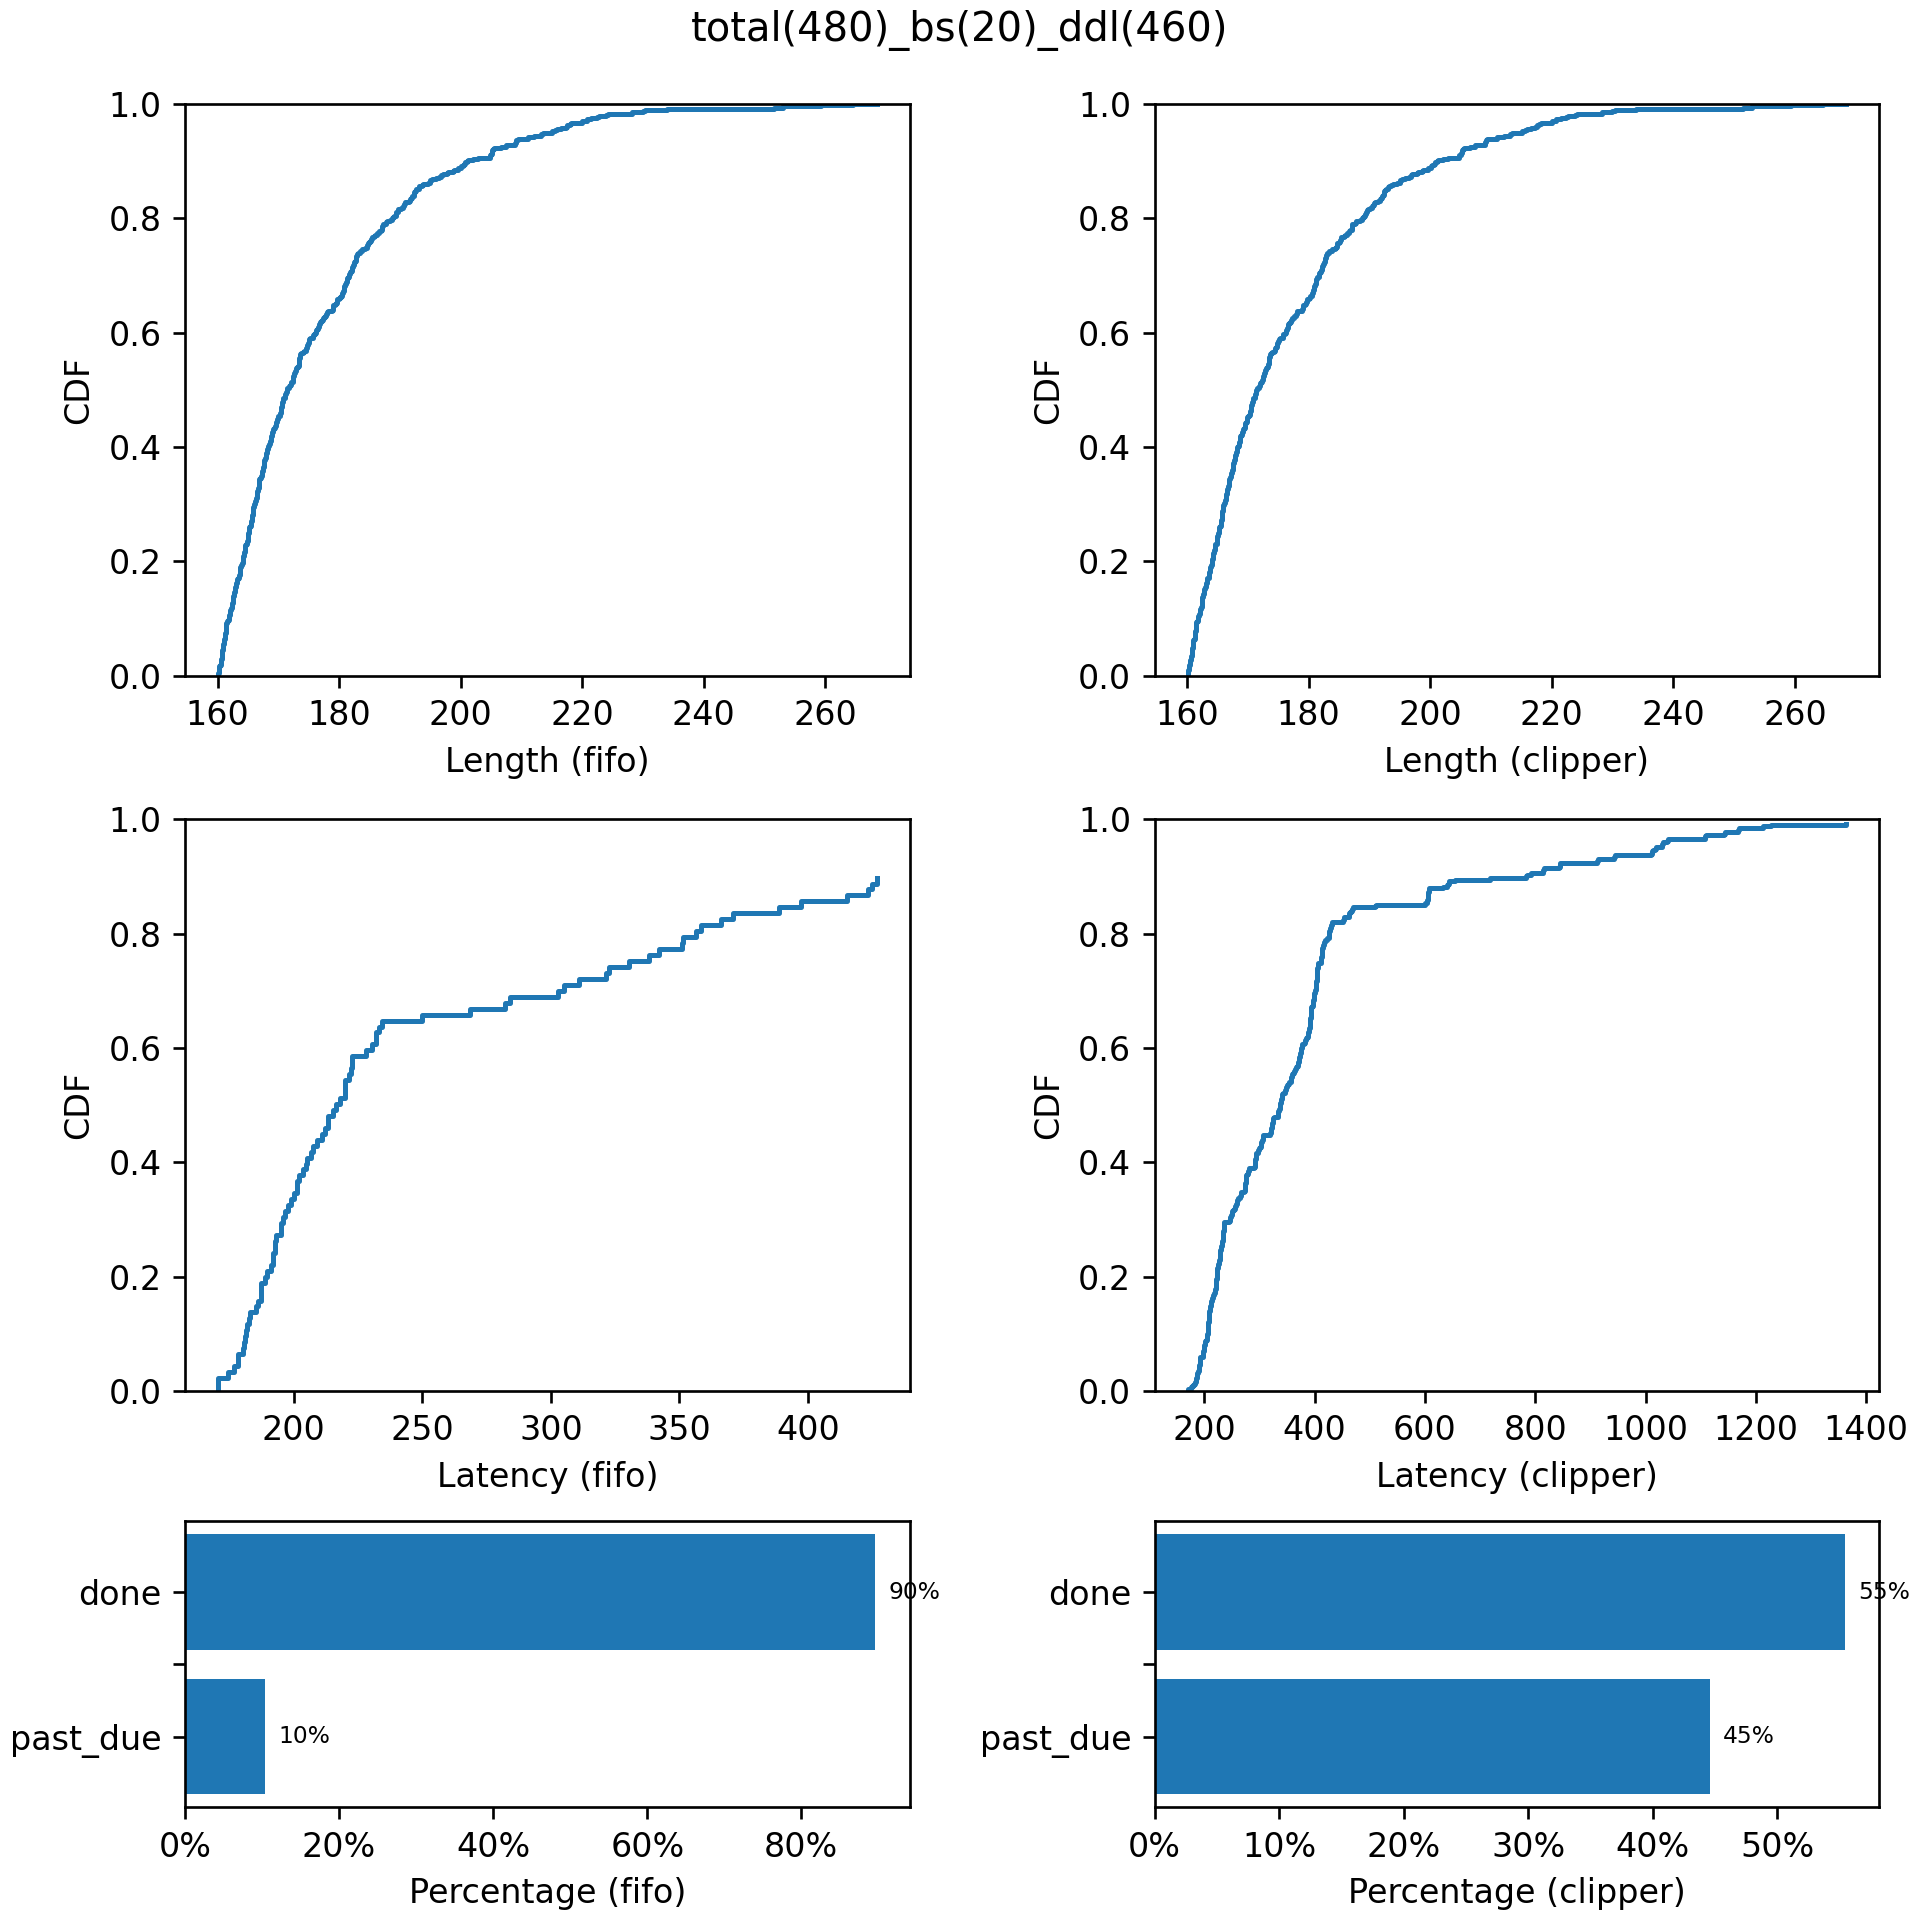 total(480)_bs(20)_ddl(460)
1.0
0.8
0.6
0.4
0.2
0.0
CDF
160 180 200 220 240 260
Length (fifo)
1.0
0.8
0.6
0.4
0.2
0.0
CDF
160 180 200 220 240 260
Length (clipper)
1.0
0.8
0.6
0.4
0.2
0.0
CDF
200 250 300 350 400
Latency (fifo)
1.0
0.8
0.6
0.4
0.2
0.0
CDF
200 400 600 800 1000 1200 1400
Latency (clipper)
done 90%
past_due 10%
0% 20% 40% 60% 80%
Percentage (fifo)
done 55%
past_due 45%
0% 10% 20% 30% 40% 50%
Percentage (clipper)